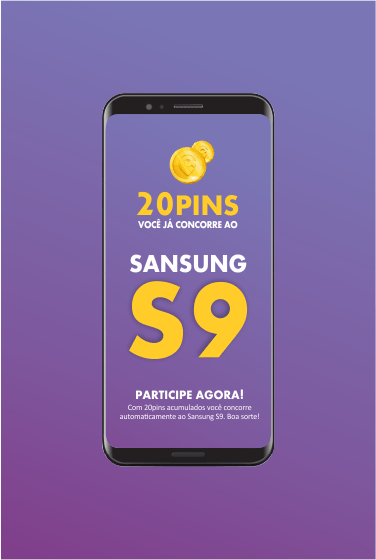 20PINS
VOCÊ JÁ CONCORRE AO
SANSUNG
S9
PARTICIPE AGORA!
Com 20pins acumulados você concorre
automaticamente ao Sansung S9. Boa sorte!